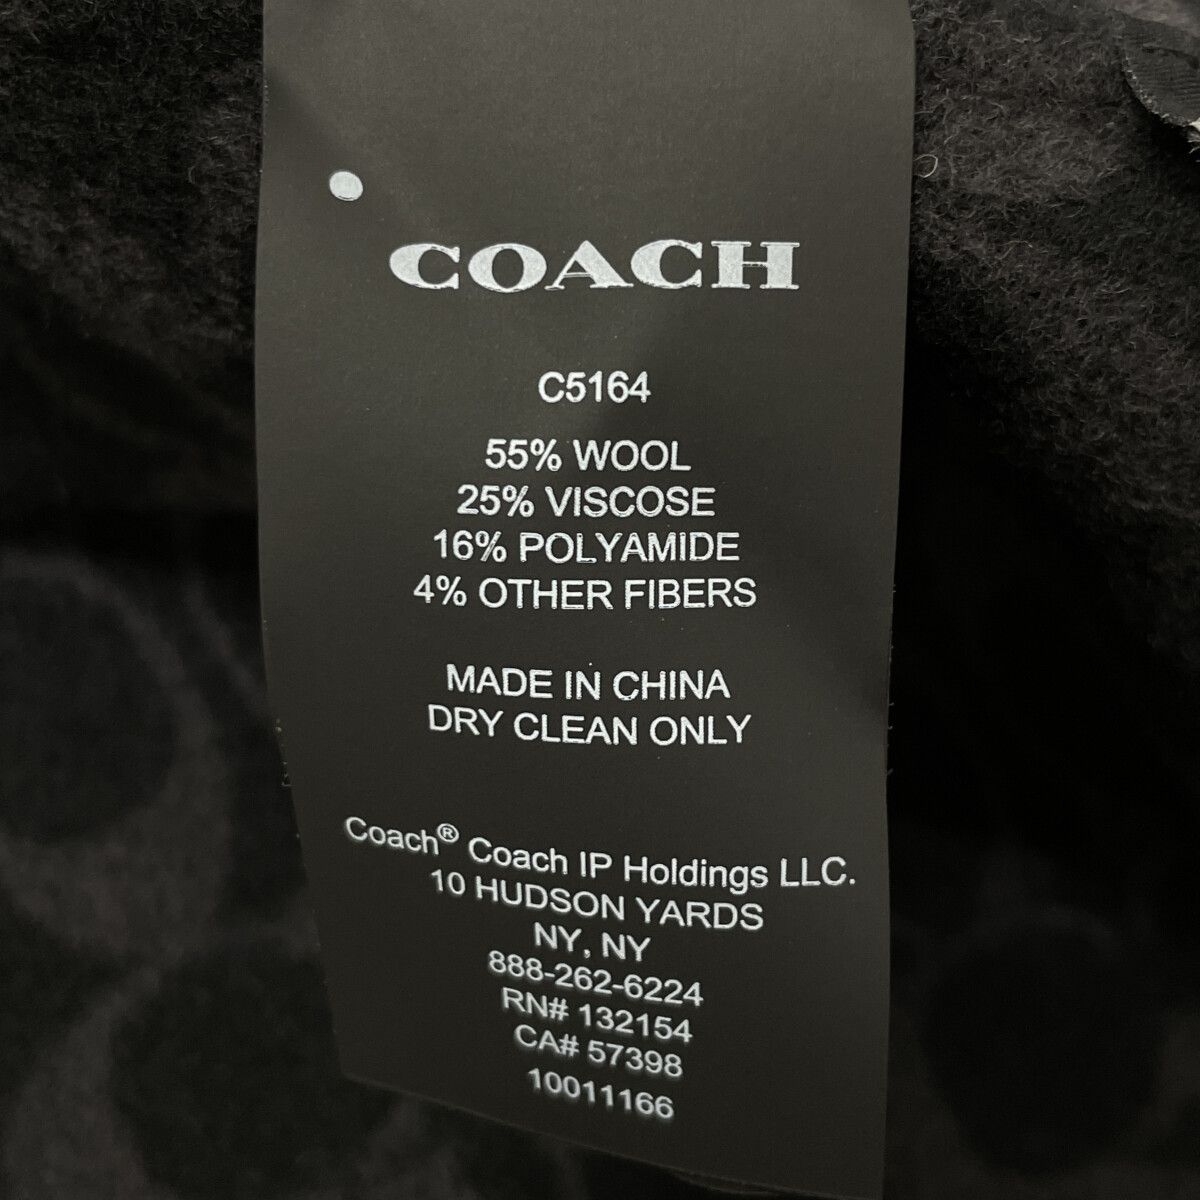 COACH
C5164
55% WOOL
25% VISCOSE
16% POLYAMIDE
4% OTHER FIBERS
MADE IN CHINA
DRY CLEAN ONLY
Coach® Coach IP Holdings LLC.
10 HUDSON YARDS
NY, NY
888-262-6224
RN# 132154
CA# 57398
10011166